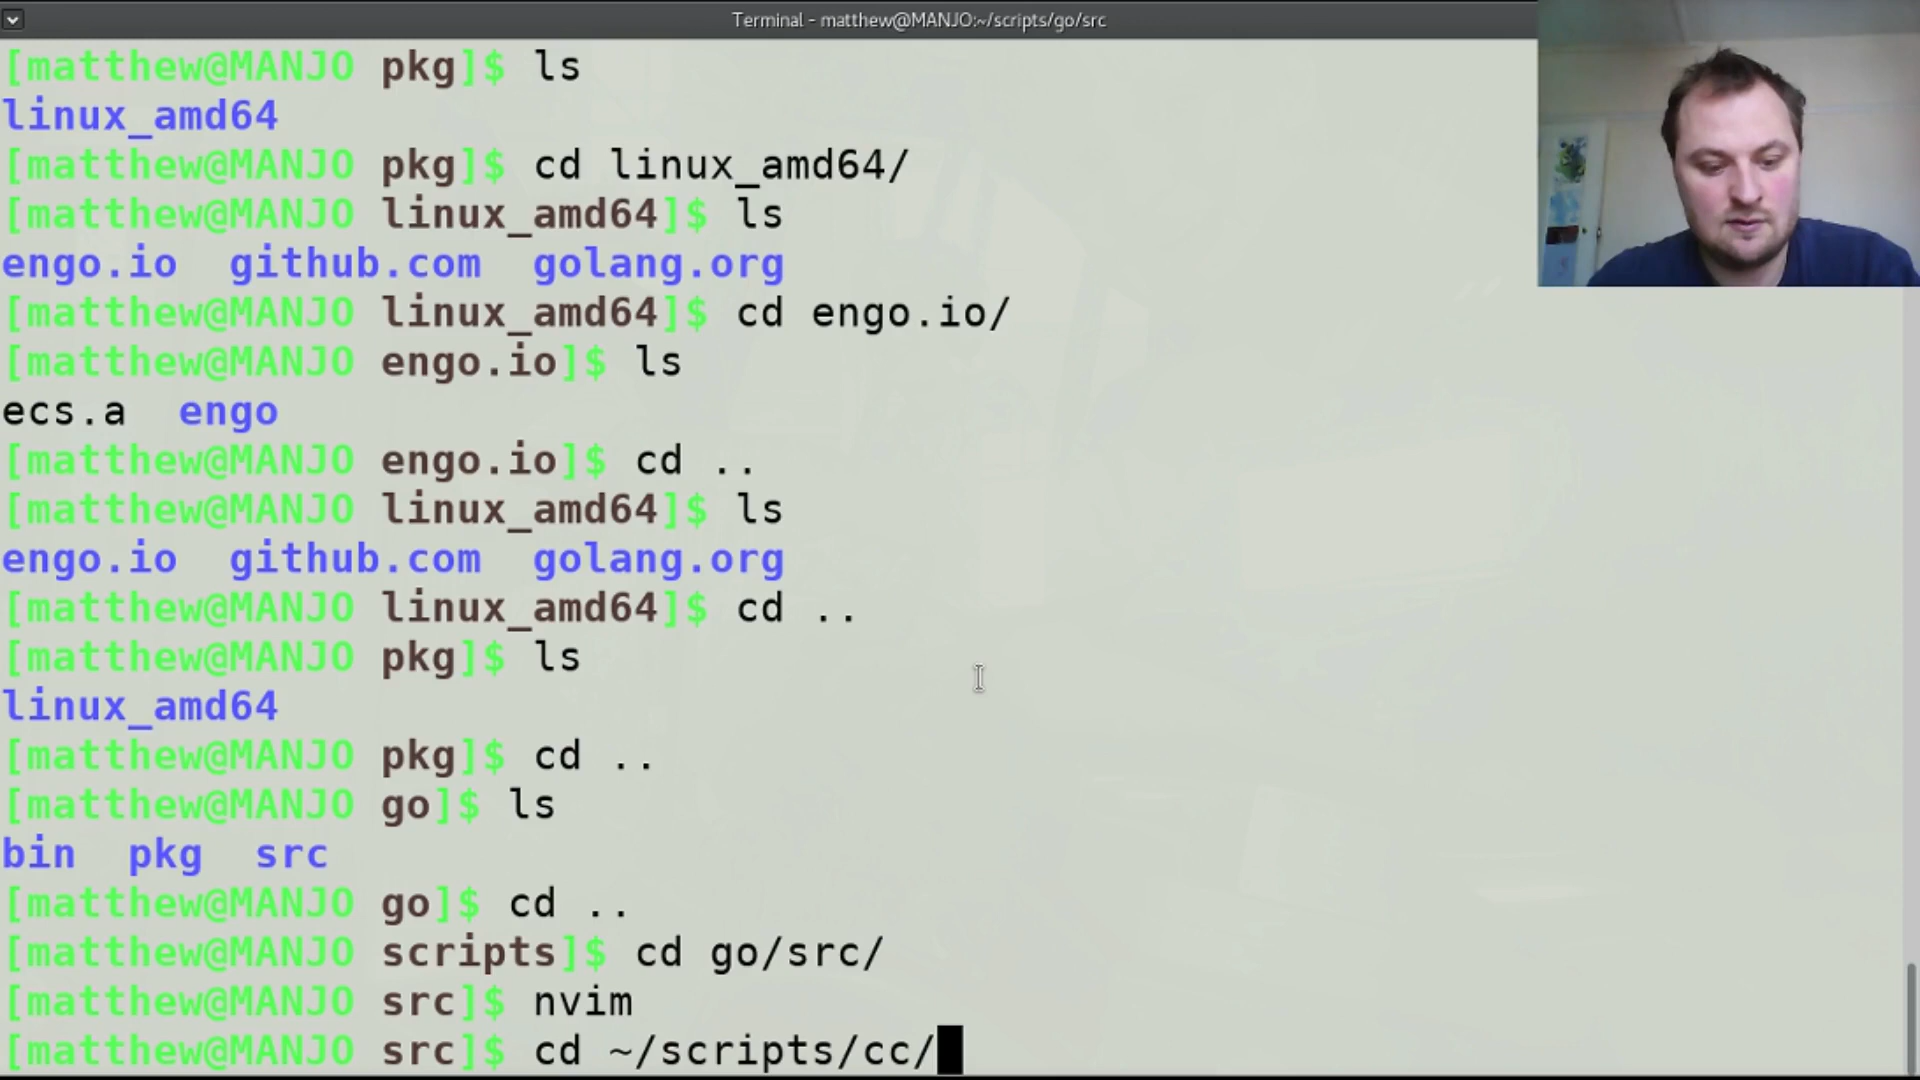 Terminal - matthew@MANJO:~/scripts/go/src
[matthew@MANJO pkg]$ ls
linux_amd64
[matthew@MANJO pkg]$ cd linux_amd64/
[matthew@MANJO linux_amd64]$ ls
engo.io  github.com  golang.org
[matthew@MANJO linux_amd64]$ cd engo.io/
[matthew@MANJO engo.io]$ ls
ecs.a  engo
[matthew@MANJO engo.io]$ cd ..
[matthew@MANJO linux_amd64]$ ls
engo.io  github.com  golang.org
[matthew@MANJO linux_amd64]$ cd ..
[matthew@MANJO pkg]$ ls
linux_amd64
[matthew@MANJO pkg]$ cd ..
[matthew@MANJO go]$ ls
bin  pkg  src
[matthew@MANJO go]$ cd ..
[matthew@MANJO scripts]$ cd go/src/
[matthew@MANJO src]$ nvim
[matthew@MANJO src]$ cd ~/scripts/cc/